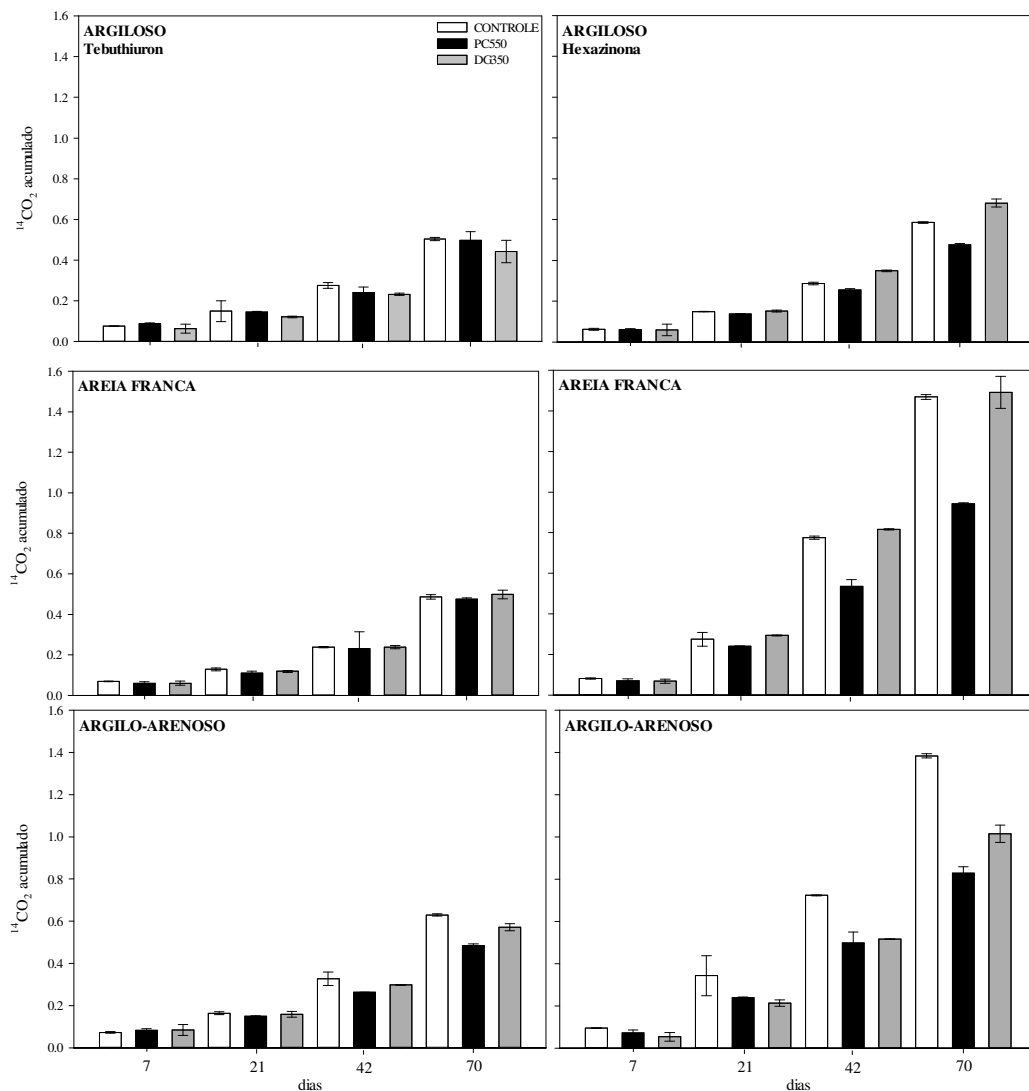 ARGILOSO
Tebuthiuron
CONTROLE
PC550
DG350
1.6
1.4
1.2
1.0
0.8
0.6
0.4
0.2
0.0
¹⁴CO₂ acumulado
ARGILOSO
Hexazinona
AREIA FRANCA
1.6
1.4
1.2
1.0
0.8
0.6
0.4
0.2
0.0
¹⁴CO₂ acumulado
AREIA FRANCA
ARGILO-ARENOSO
1.6
1.4
1.2
1.0
0.8
0.6
0.4
0.2
0.0
¹⁴CO₂ acumulado
7 21 42 70
dias
ARGILO-ARENOSO
7 21 42 70
dias